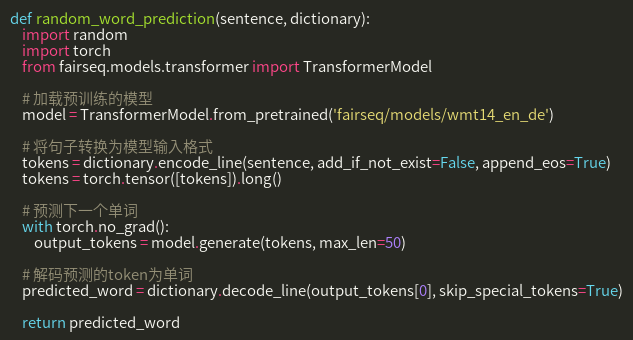 def random_word_prediction(sentence, dictionary):
    import random
    import torch
    from fairseq.models.transformer import TransformerModel
    # 加载预训练的模型
    model = TransformerModel.from_pretrained('fairseq/models/wmt14_en_de')
    # 将句子转换为模型输入格式
    tokens = dictionary.encode_line(sentence, add_if_not_exist=False, append_eos=True)
    tokens = torch.tensor([tokens]).long()
    # 预测下一个单词
    with torch.no_grad():
        output_tokens = model.generate(tokens, max_len=50)
    # 解码预测的token为单词
    predicted_word = dictionary.decode_line(output_tokens[0], skip_special_tokens=True)
    return predicted_word